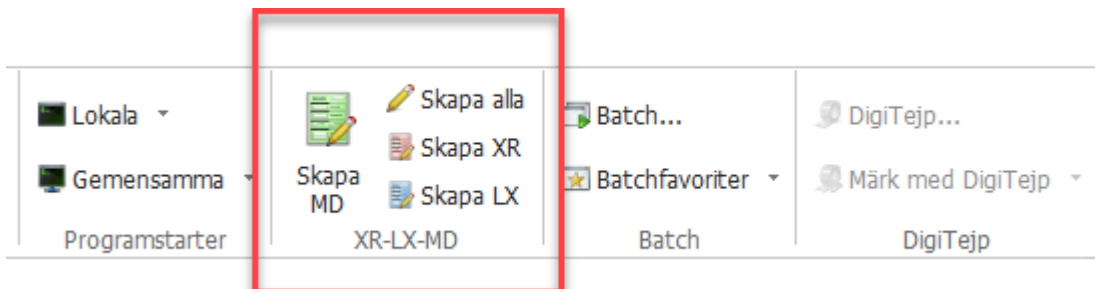 Lokala
Gemensamma
Programstarter
Skapa
MD
Skapa alla
Skapa XR
Skapa LX
XR-LX-MD
Batch...
Batchfavoriter
Batch
DigiTejp...
Märk med DigiTejp
DigiTejp